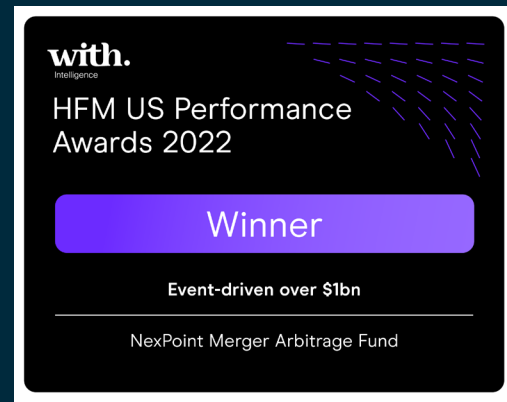 with.
Intelligence
HFM US Performance
Awards 2022
Winner
Event-driven over $1bn
NexPoint Merger Arbitrage Fund